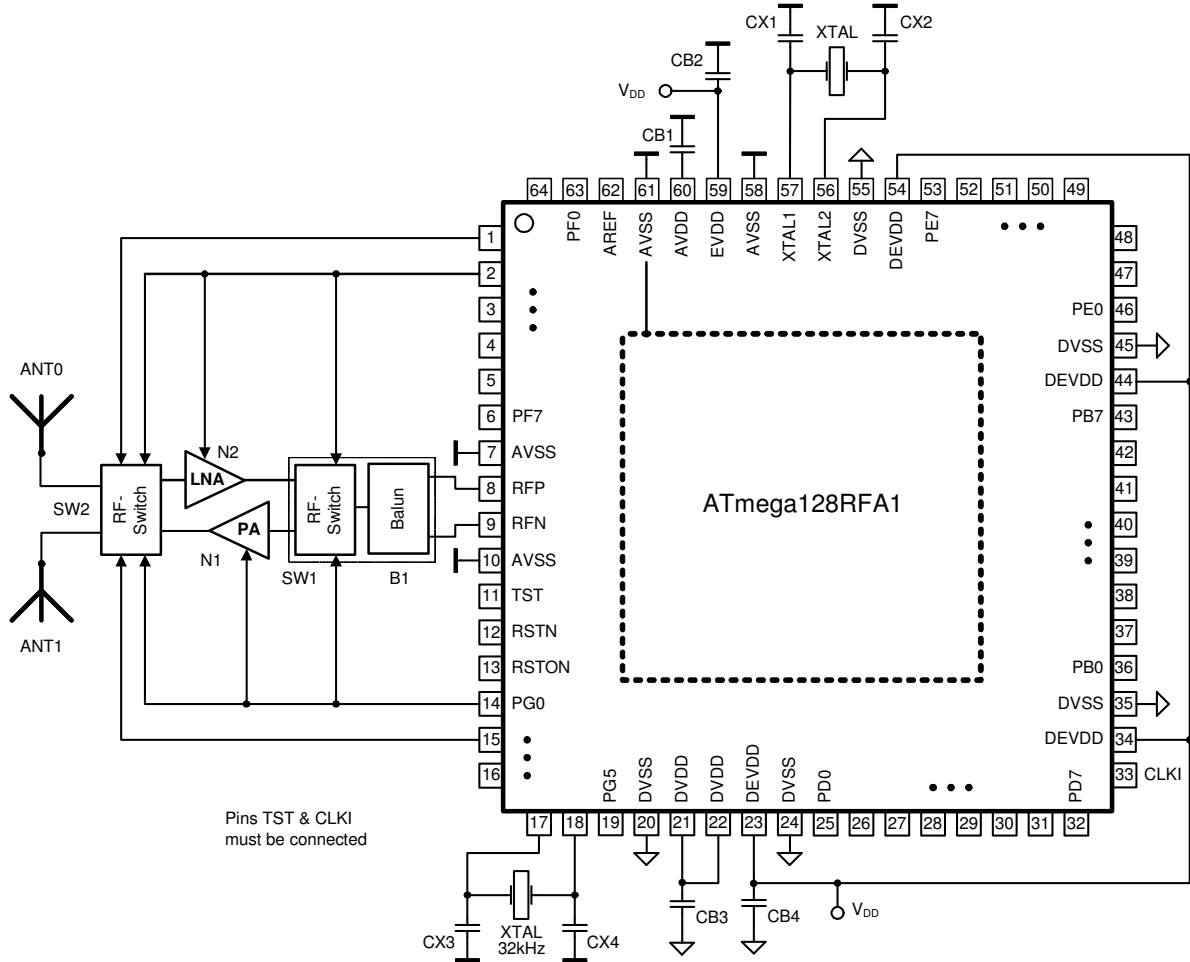 CX1
XTAL
CX2
CB2
VDD
CB1
64 63 62 61 60 59 58 57 56 55 54 53 52 51 50 49
PF0 AREF AVSS AVDD EVDD AVSS XTAL1 XTAL2 DVSS DEVDD PE7
1
2
3
4
5
6 PF7
7 AVSS
8 RFP
9 RFN
10 AVSS
11 TST
12 RSTN
13 RSTON
14 PG0
15
16
48
47
PE0 46
DVSS 45
DEVDD 44
PB7 43
42
41
40
39
38
37
PB0 36
DVSS 35
DEVDD 34
33 CLKI
ATmega128RFA1
ANT0
N2
LNA
SW2
RF-
Switch
RF-
Switch
Balun
PA
N1
SW1
B1
ANT1
PG5 DVSS DVDD DVDD DEVDD DVSS PD0 PD7
17 18 19 20 21 22 23 24 25 26 27 28 29 30 31 32
Pins TST & CLKI
must be connected
CX3
XTAL
32kHz
CX4
CB3
CB4
VDD